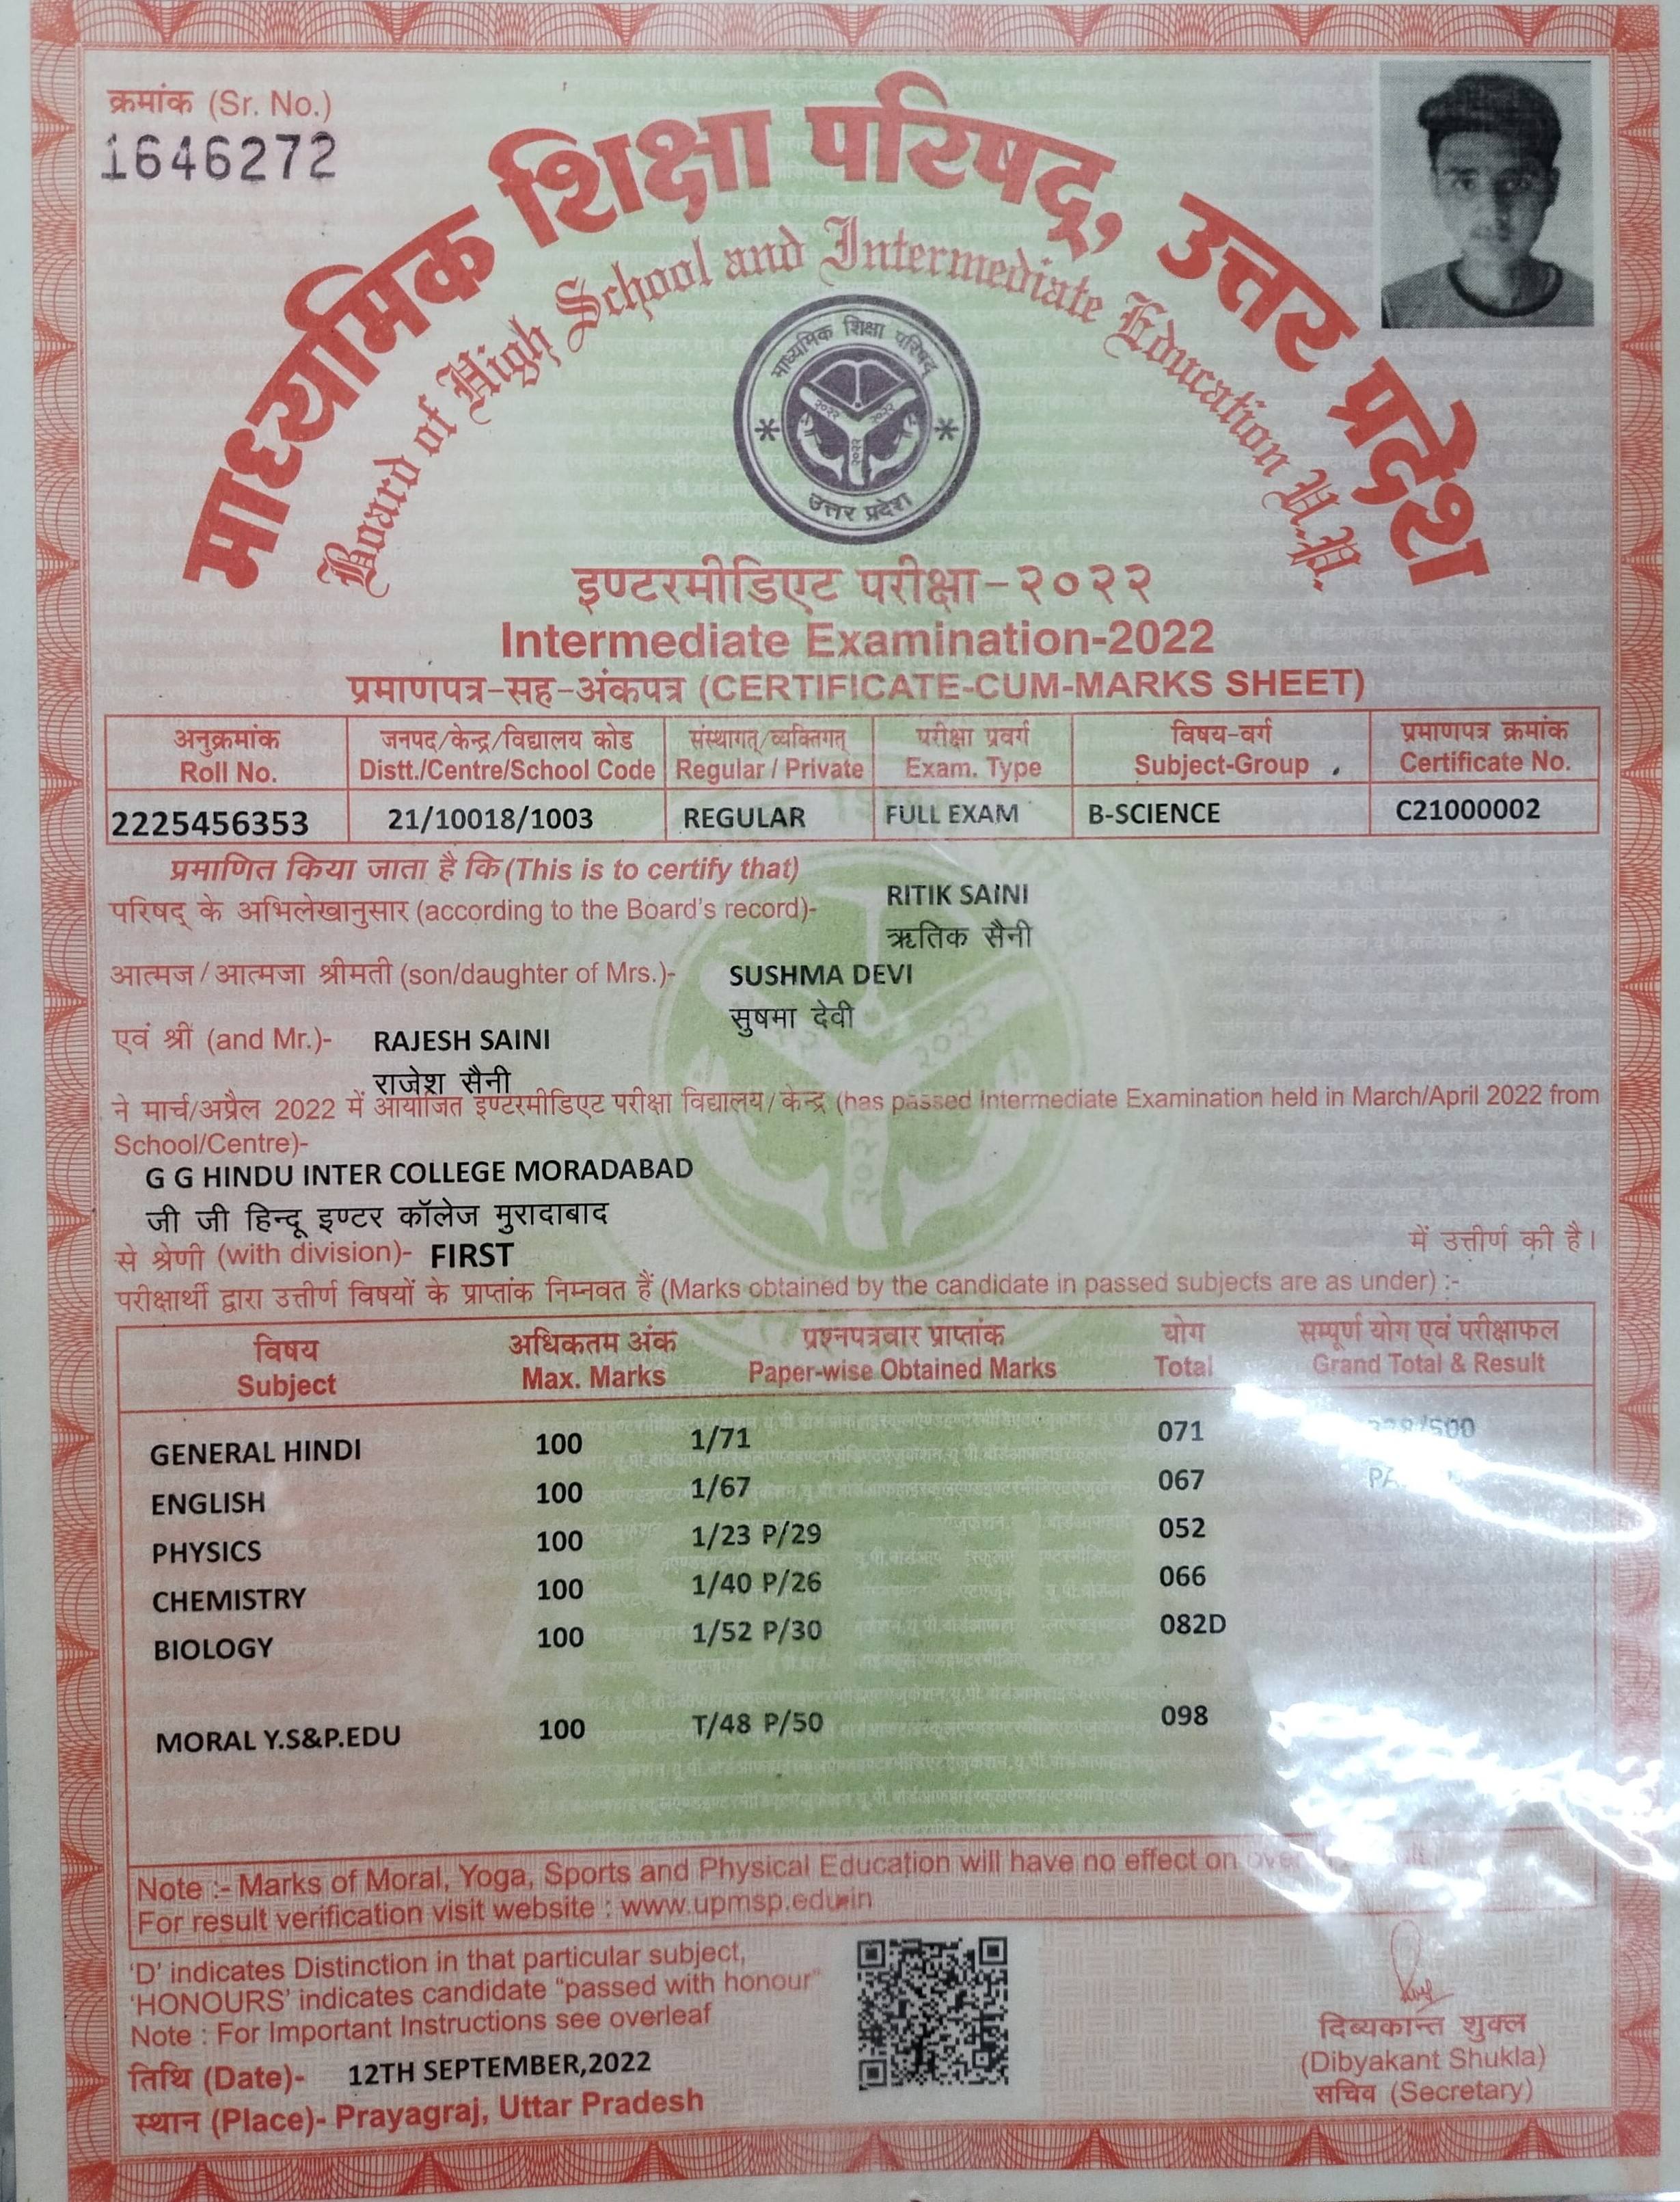 क्रमांक (Sr. No.)
1646272
माध्यमिक शिक्षा परिषद्, उत्तर प्रदेश
Board of High School and Intermediate Education U.P.
माध्यमिक शिक्षा परिषद्
२०२२ २०२२
२०२२
उत्तर प्रदेश
इण्टरमीडिएट परीक्षा-२०२२
Intermediate Examination-2022
प्रमाणपत्र-सह-अंकपत्र (CERTIFICATE-CUM-MARKS SHEET)
अनुक्रमांक जनपद/केन्द्र/विद्यालय कोड संस्थागत्/व्यक्तिगत् परीक्षा प्रवर्ग विषय-वर्ग प्रमाणपत्र क्रमांक
Roll No. Distt./Centre/School Code Regular / Private Exam. Type Subject-Group Certificate No.
2225456353 21/10018/1003 REGULAR FULL EXAM B-SCIENCE C21000002
प्रमाणित किया जाता है कि (This is to certify that)
परिषद् के अभिलेखानुसार (according to the Board's record)- RITIK SAINI
ऋतिक सैनी
आत्मज/आत्मजा श्रीमती (son/daughter of Mrs.)- SUSHMA DEVI
सुषमा देवी
एवं श्री (and Mr.)- RAJESH SAINI
राजेश सैनी
ने मार्च/अप्रैल 2022 में आयोजित इण्टरमीडिएट परीक्षा विद्यालय/केन्द्र (has passed Intermediate Examination held in March/April 2022 from
School/Centre)-
G G HINDU INTER COLLEGE MORADABAD
जी जी हिन्दू इण्टर कॉलेज मुरादाबाद
से श्रेणी (with division)- FIRST में उत्तीर्ण की है।
परीक्षार्थी द्वारा उत्तीर्ण विषयों के प्राप्तांक निम्नवत हैं (Marks obtained by the candidate in passed subjects are as under) :-
विषय अधिकतम अंक प्रश्नपत्रवार प्राप्तांक योग सम्पूर्ण योग एवं परीक्षाफल
Subject Max. Marks Paper-wise Obtained Marks Total Grand Total & Result
GENERAL HINDI 100 1/71 071
ENGLISH 100 1/67 067
PHYSICS 100 1/23 P/29 052
CHEMISTRY 100 1/40 P/26 066
BIOLOGY 100 1/52 P/30 082D
MORAL Y.S&P.EDU 100 T/48 P/50 098
Note :- Marks of Moral, Yoga, Sports and Physical Education will have no effect on
For result verification visit website : www.upmsp.edu.in
'D' indicates Distinction in that particular subject,
'HONOURS' indicates candidate "passed with honour"
Note : For Important Instructions see overleaf
तिथि (Date)- 12TH SEPTEMBER,2022
स्थान (Place)- Prayagraj, Uttar Pradesh
दिब्यकान्त शुक्ल
(Dibyakant Shukla)
सचिव (Secretary)